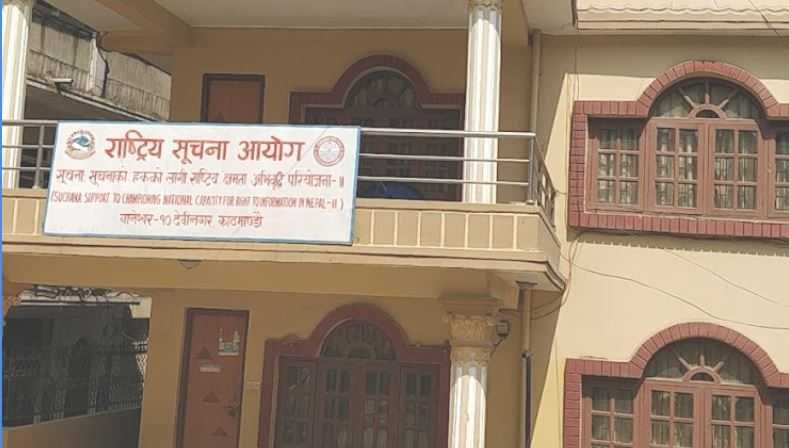 राष्ट्रिय सूचना आयोग
सूचना सूचनाको हकको लागी राष्ट्रिय क्षमता अभिवृद्धि परियोजना-॥
(SUCHANA SUPPORT TO CHAMPIONING NATIONAL CAPACITY FOR RIGHT TO INFORMATION IN NEPAL-II)
वानेश्वर-१० देवीनगर काठमाण्डौ